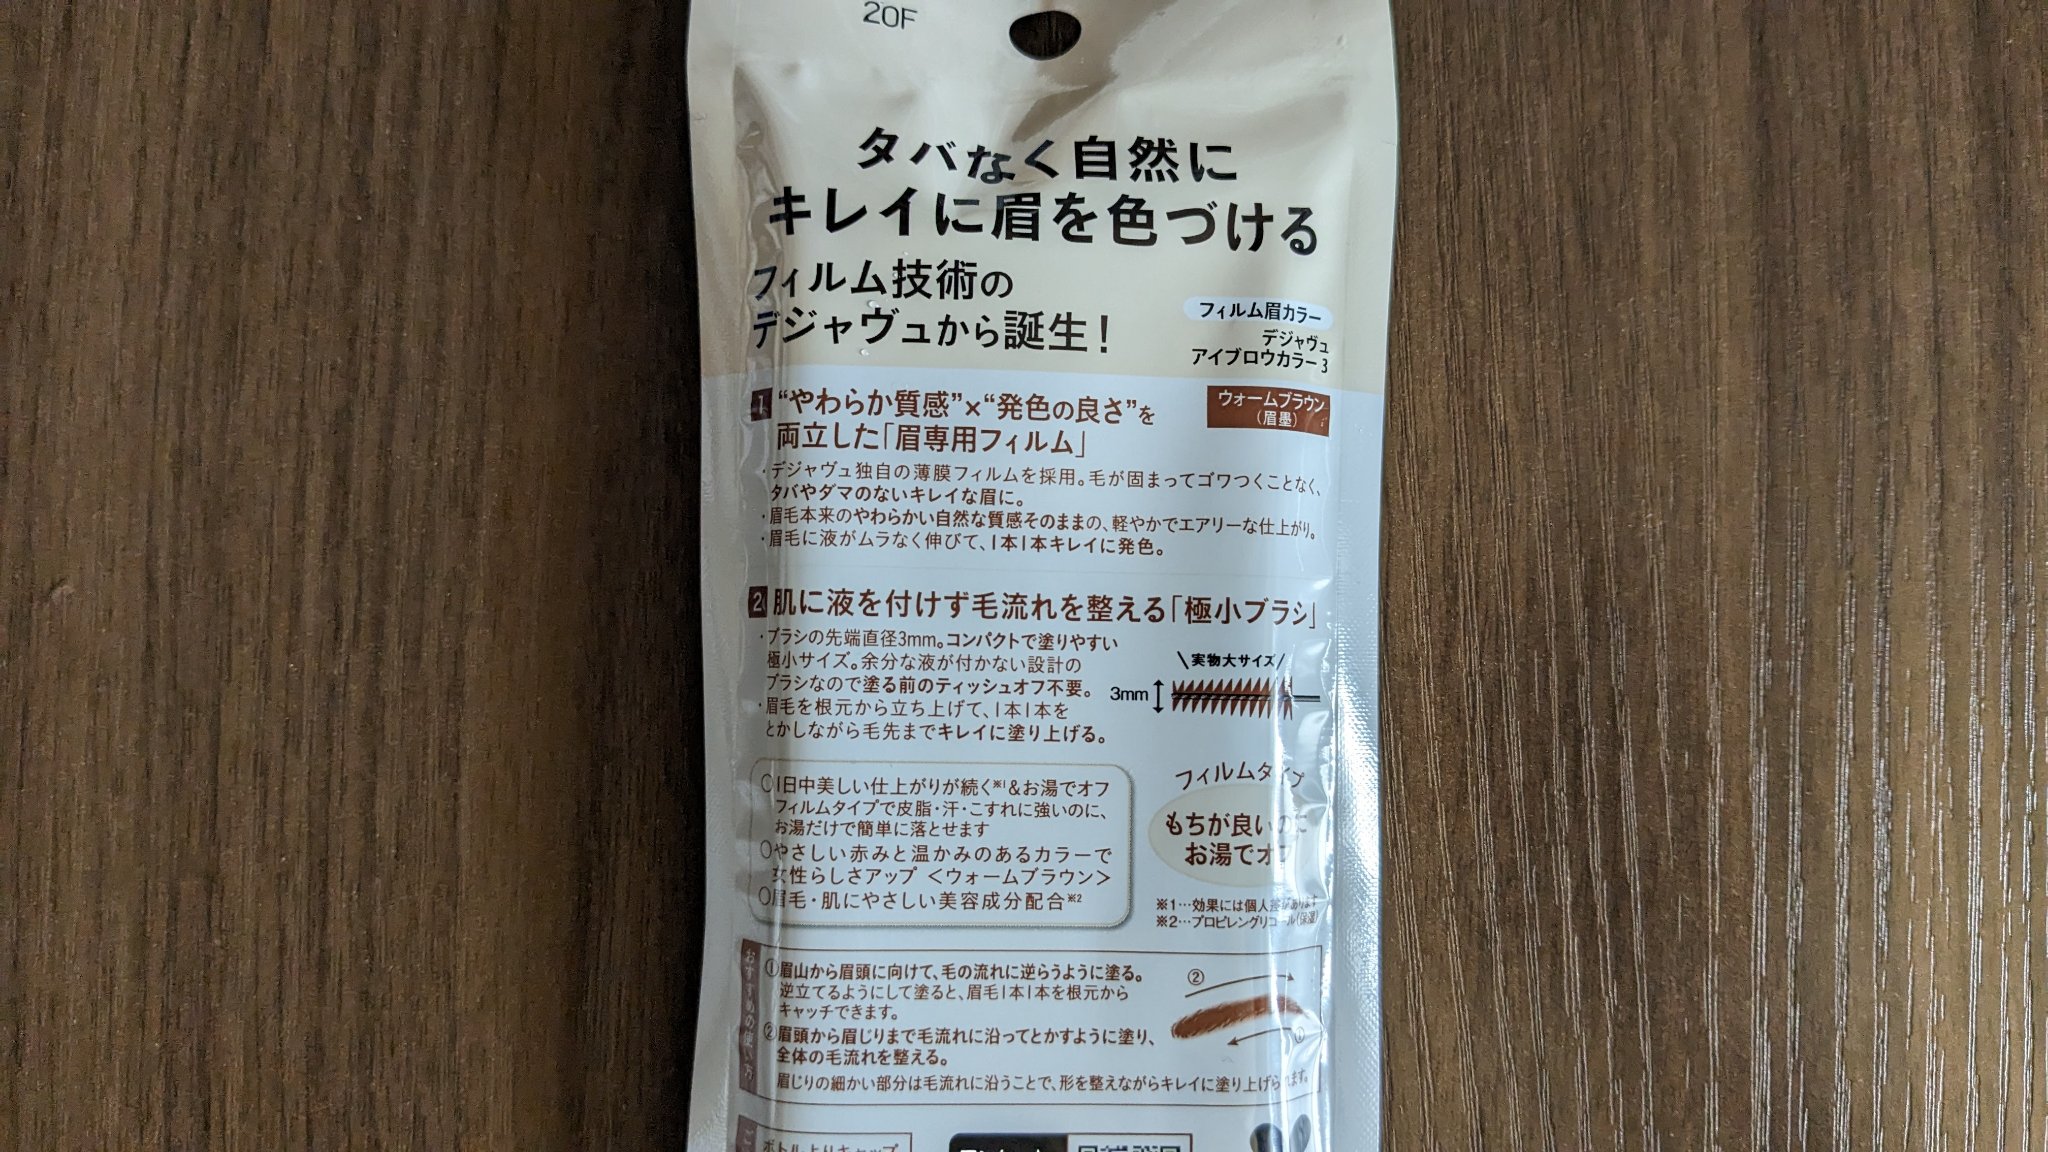 20F
タバなく自然に
キレイに眉を色づける
フィルム技術の
デジャヴュから誕生！
フィルム眉カラー
デジャヴュ
アイブロウカラー 3
ウォームブラウン
（眉墨）
1 “やわらか質感”×“発色の良さ”を
両立した「眉専用フィルム」
・デジャヴュ独自の薄膜フィルムを採用。毛が固まってゴワつくことなく、
タバやダマのないキレイな眉に。
・眉毛本来のやわらかい自然な質感そのままの、軽やかでエアリーな仕上がり。
・眉毛に液がムラなく伸びて、1本1本キレイに発色。
2 肌に液を付けず毛流れを整える「極小ブラシ」
・ブラシの先端直径3mm。コンパクトで塗りやすい
極小サイズ。余分な液が付かない設計の
ブラシなので塗る前のティッシュオフ不要。
・眉毛を根元から立ち上げて、1本1本を
とかしながら毛先までキレイに塗り上げる。
\実物大サイズ/
3mm
○1日中美しい仕上がりが続く※1＆お湯でオフ
フィルムタイプで皮脂・汗・こすれに強いのに、
お湯だけで簡単に落とせます
○やさしい赤みと温かみのあるカラーで
女性らしさアップ ＜ウォームブラウン＞
○眉毛・肌にやさしい美容成分配合※2
フィルムタイプ
もちが良いのに
お湯でオフ
※1…効果には個人差があります
※2…プロピレングリコール（保湿）
おすすめの使い方
①眉山から眉頭に向けて、毛の流れに逆らうように塗る。
逆立てるようにして塗ると、眉毛1本1本を根元から
キャッチできます。
②眉頭から眉じりまで毛流れに沿ってとかすように塗り、
全体の毛流れを整える。
眉じりの細かい部分は毛流れに沿うことで、形を整えながらキレイに塗り上げられます。
②
①
ご
ボトルよりキャップ